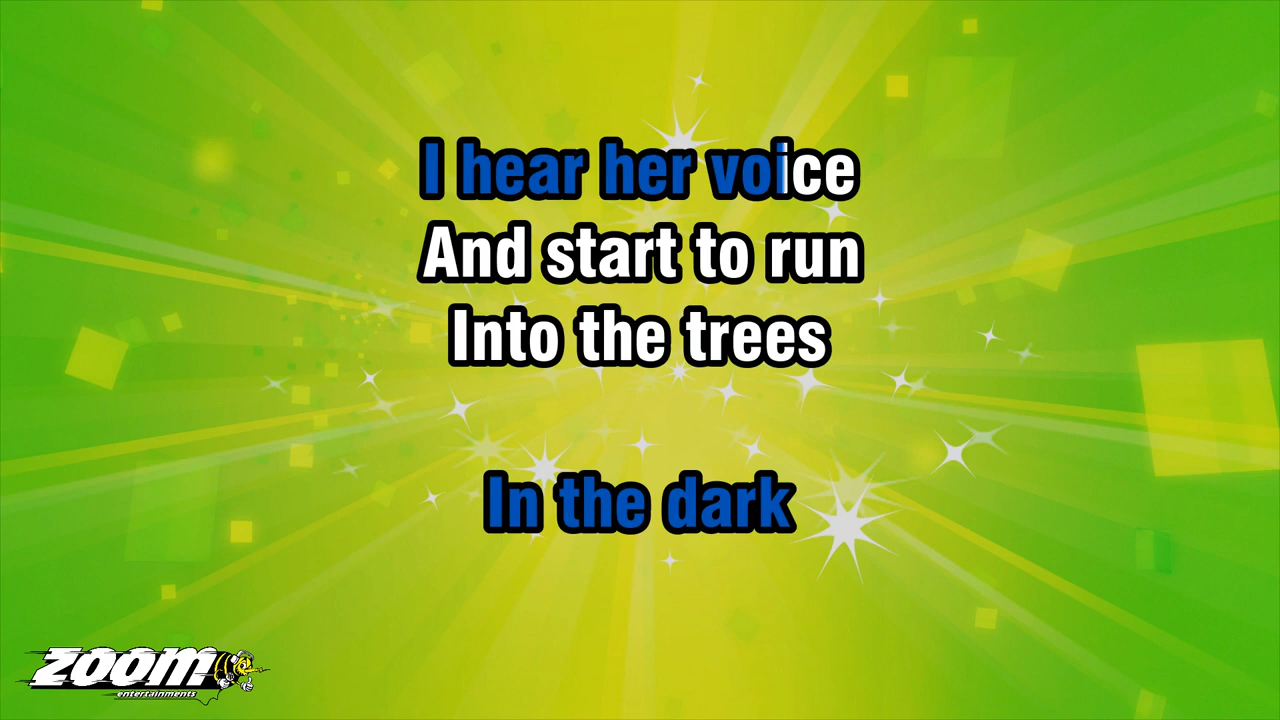 I hear her voice
And start to run
Into the trees
In the dark
zoom
entertainments